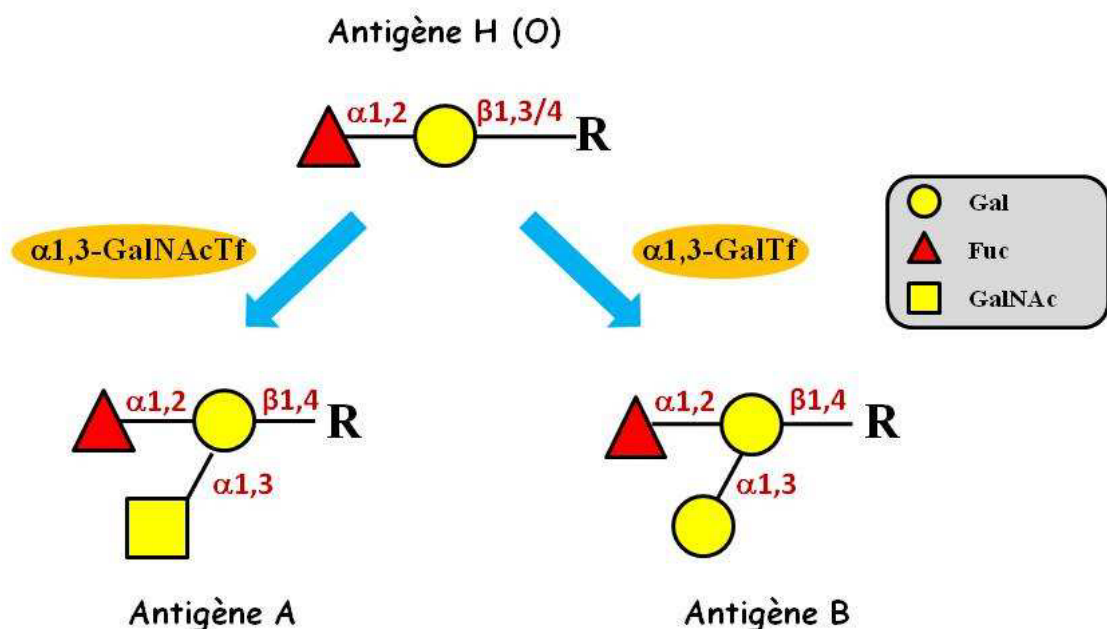 Antigène H (O)
α1,2 β1,3/4 R
α1,3-GalNAcTf
α1,3-GalTf
Gal
Fuc
GalNAc
α1,2 β1,4 R
α1,3
α1,2 β1,4 R
α1,3
Antigène A
Antigène B